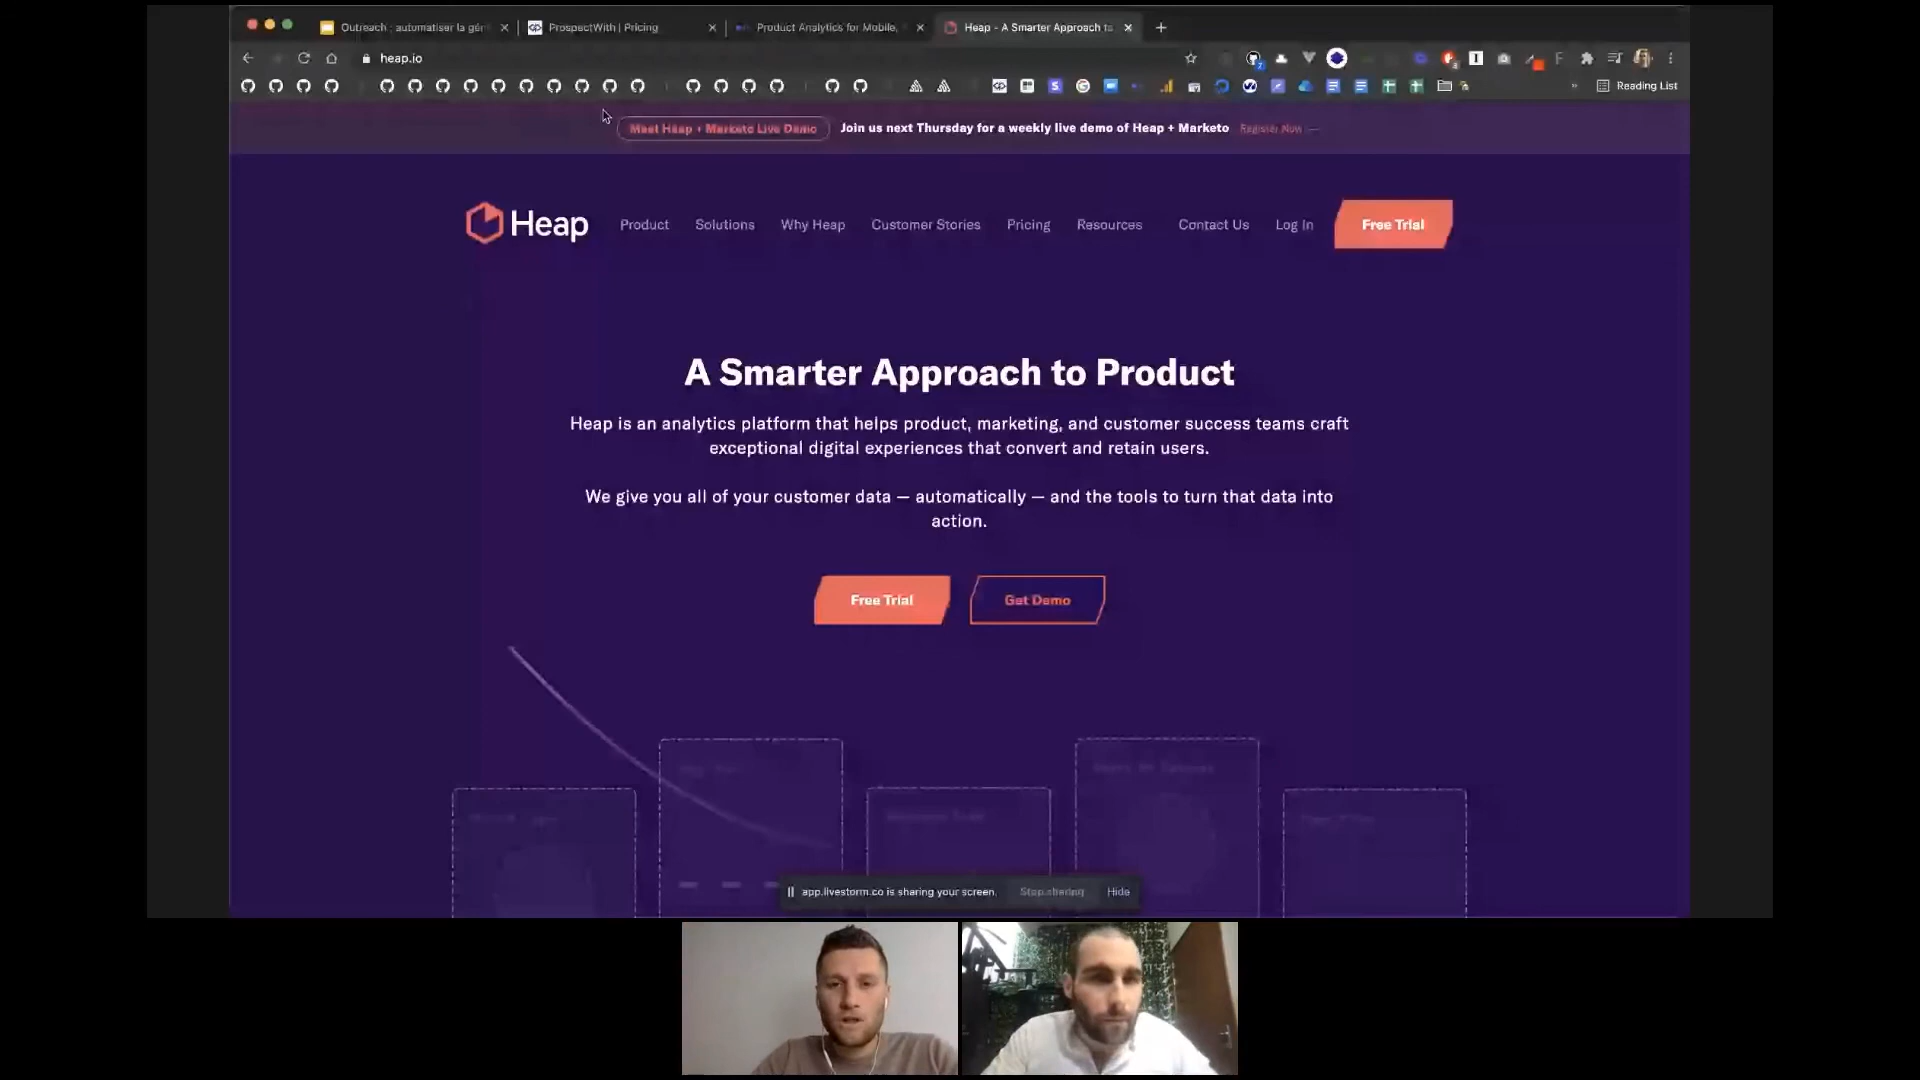 Outreach : automatiser la gén
ProspectWith | Pricing
Product Analytics for Mobile,
Heap - A Smarter Approach to
heap.io
Reading List
Meet Heap + Marketo Live Demo
Join us next Thursday for a weekly live demo of Heap + Marketo
Register Now
Heap
Product
Solutions
Why Heap
Customer Stories
Pricing
Resources
Contact Us
Log In
Free Trial
A Smarter Approach to Product
Heap is an analytics platform that helps product, marketing, and customer success teams craft
exceptional digital experiences that convert and retain users.
We give you all of your customer data — automatically — and the tools to turn that data into
action.
Free Trial
Get Demo
app.livestorm.co is sharing your screen.
Stop sharing
Hide